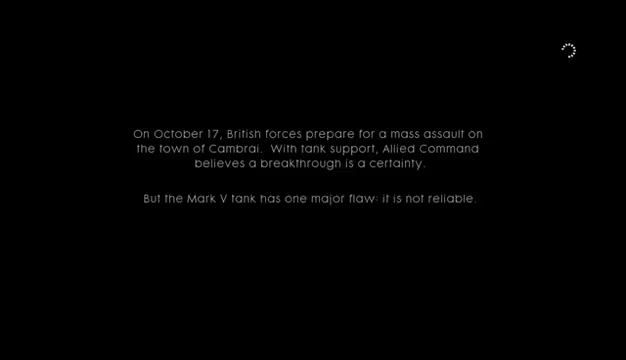 On October 17, British forces prepare for a mass assault on
the town of Cambrai. With tank support, Allied Command
believes a breakthrough is a certainty.
But the Mark V tank has one major flaw: it is not reliable.